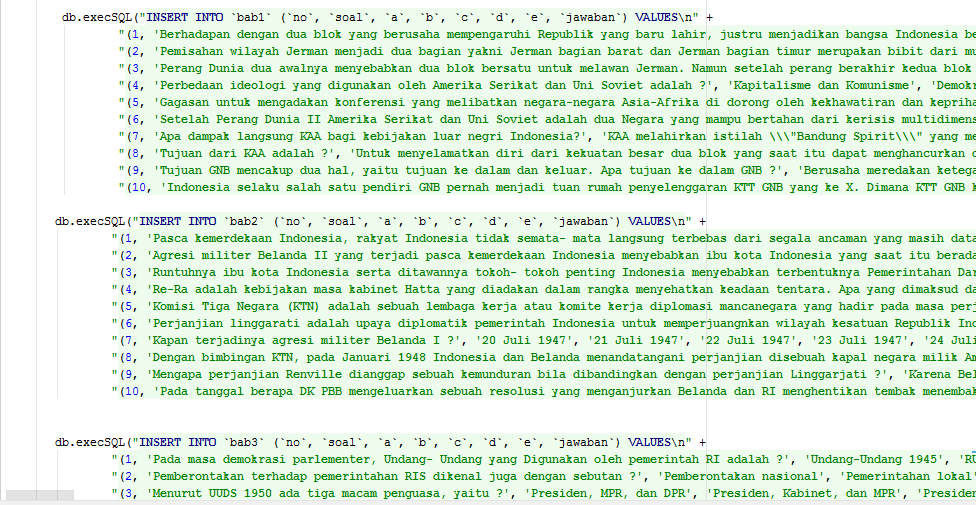 db.execSQL("INSERT INTO `bab1` (`no`, `soal`, `a`, `b`, `c`, `d`, `e`, `jawaban`) VALUES\n" +
"(1, 'Berhadapan dengan dua blok yang berusaha mempengaruhi Republik yang baru lahir, justru menjadikan bangsa Indonesia be
"(2, 'Pemisahan wilayah Jerman menjadi dua bagian yakni Jerman bagian barat dan Jerman bagian timur merupakan bibit dari mu
"(3, 'Perang Dunia dua awalnya menyebabkan dua blok bersatu untuk melawan Jerman. Namun setelah perang berakhir kedua blok
"(4, 'Perbedaan ideologi yang digunakan oleh Amerika Serikat dan Uni Soviet adalah ?', 'Kapitalisme dan Komunisme', 'Demokr
"(5, 'Gagasan untuk mengadakan konferensi yang melibatkan negara-negara Asia-Afrika di dorong oleh kekhawatiran dan kepriha
"(6, 'Setelah Perang Dunia II Amerika Serikat dan Uni Soviet adalah dua Negara yang mampu bertahan dari kerisis multidimens
"(7, 'Apa dampak langsung KAA bagi kebijakan luar negri Indonesia?', 'KAA melahirkan istilah \\\"Bandung Spirit\\\" yang me
"(8, 'Tujuan dari KAA adalah ?', 'Untuk menyelamatkan diri dari kekuatan besar dua blok yang saat itu dapat menghancurkan d
"(9, 'Tujuan GNB mencakup dua hal, yaitu tujuan ke dalam dan keluar. Apa tujuan ke dalam GNB ?', 'Berusaha meredakan ketega
"(10, 'Indonesia selaku salah satu pendiri GNB pernah menjadi tuan rumah penyelenggaran KTT GNB yang ke X. Dimana KTT GNB k
db.execSQL("INSERT INTO `bab2` (`no`, `soal`, `a`, `b`, `c`, `d`, `e`, `jawaban`) VALUES\n" +
"(1, 'Pasca kemerdekaan Indonesia, rakyat Indonesia tidak semata- mata langsung terbebas dari segala ancaman yang masih data
"(2, 'Agresi militer Belanda II yang terjadi pasca kemerdekaan Indonesia menyebabkan ibu kota Indonesia yang saat itu berada
"(3, 'Runtuhnya ibu kota Indonesia serta ditawannya tokoh- tokoh penting Indonesia menyebabkan terbentuknya Pemerintahan Dar
"(4, 'Re-Ra adalah kebijakan masa kabinet Hatta yang diadakan dalam rangka menyehatkan keadaan tentara. Apa yang dimaksud da
"(5, 'Komisi Tiga Negara (KTN) adalah sebuah lembaga kerja atau komite kerja diplomasi mancanegara yang hadir pada masa perj
"(6, 'Perjanjian linggarati adalah upaya diplomatik pemerintah Indonesia untuk memperjuangnkan wilayah kesatuan Republik Ind
"(7, 'Kapan terjadinya agresi militer Belanda I ?', '20 Juli 1947', '21 Juli 1947', '22 Juli 1947', '23 Juli 1947', '24 Juli
"(8, 'Dengan bimbingan KTN, pada Januari 1948 Indonesia dan Belanda menandatangani perjanjian disebuah kapal negara milik Am
"(9, 'Mengapa perjanjian Renville dianggap sebuah kemunduran bila dibandingkan dengan perjanjian Linggarjati ?', 'Karena Bel
"(10, 'Pada tanggal berapa DK PBB mengeluarkan sebuah resolusi yang menganjurkan Belanda dan RI menghentikan tembak menembak
db.execSQL("INSERT INTO `bab3` (`no`, `soal`, `a`, `b`, `c`, `d`, `e`, `jawaban`) VALUES\n" +
"(1, 'Pada masa demokrasi parlementer, Undang- Undang yang Digunakan oleh pemerintah RI adalah ?', 'Undang-Undang 1945', 'RU
"(2, 'Pemberontakan terhadap pemerintahan RIS dikenal juga dengan sebutan ?', 'Pemberontakan nasional', 'Pemerintahan lokal'
"(3, 'Menurut UUDS 1950 ada tiga macam penguasa, yaitu ?', 'Presiden, MPR, dan DPR', 'Presiden, Kabinet, dan MPR', 'Presiden